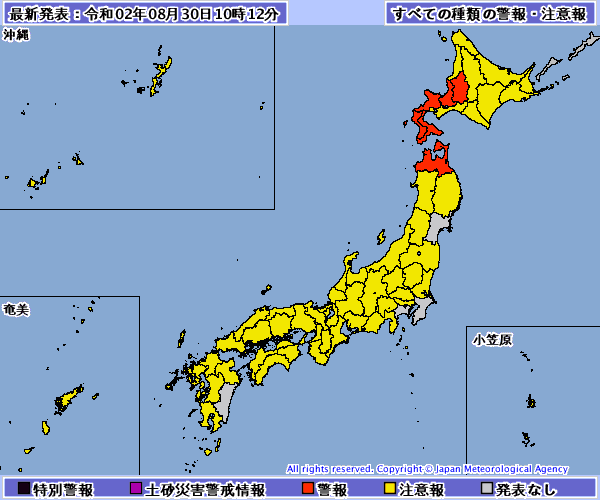 最新発表：令和02年08月30日10時12分 すべての種類の警報・注意報
沖縄
奄美
小笠原
All rights reserved. Copyright © Japan Meteorological Agency
特別警報 土砂災害警戒情報 警報 注意報 発表なし